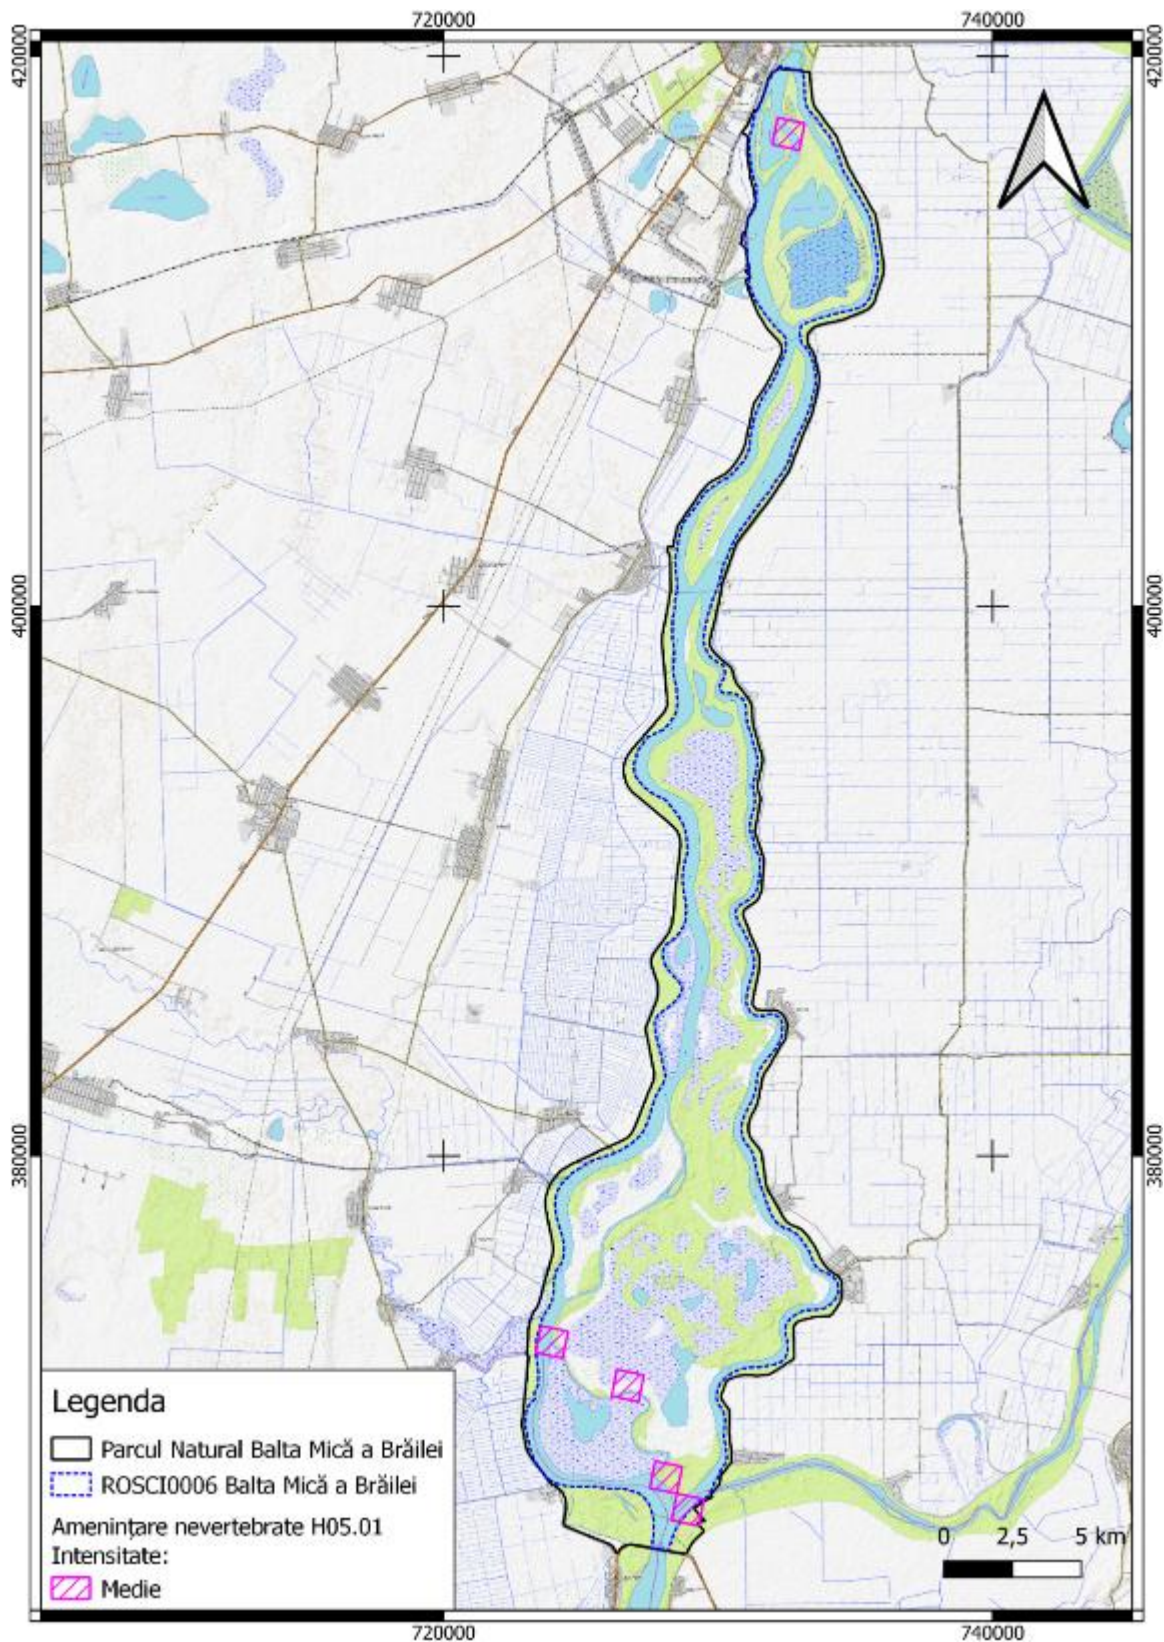 720000
740000
420000
420000
400000
400000
380000
380000
Legenda
Parcul Natural Balta Mică a Brăilei
ROSCI0006 Balta Mică a Brăilei
Amenințare nevertebrate H05.01
Intensitate:
Medie
0 2,5 5 km
720000
740000